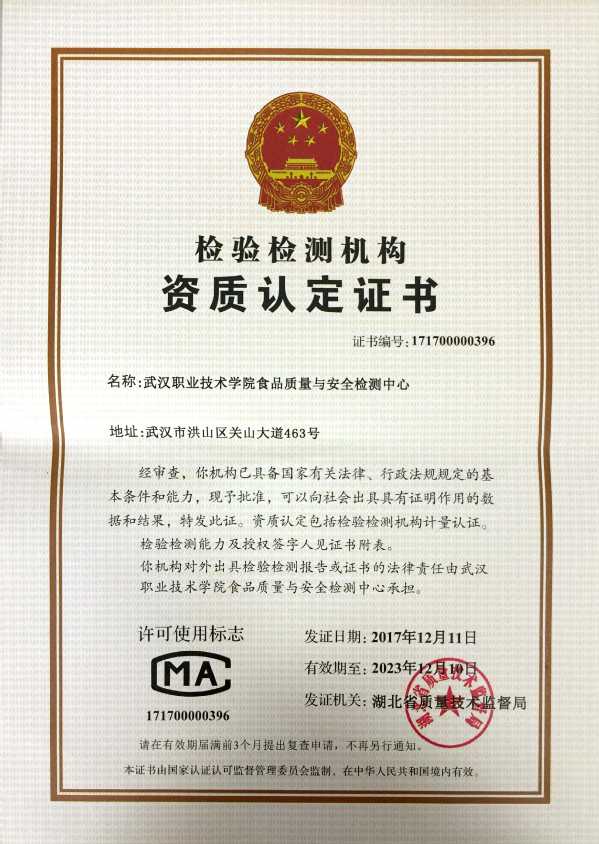 检验检测机构
资质认定证书
证书编号:171700000396
名称:武汉职业技术学院食品质量与安全检测中心
地址:武汉市洪山区关山大道463号
经审查，你机构已具备国家有关法律、行政法规规定的基
本条件和能力，现予批准，可以向社会出具具有证明作用的数
据和结果，特发此证。资质认定包括检验检测机构计量认证。
检验检测能力及授权签字人见证书附表。
你机构对外出具检验检测报告或证书的法律责任由武汉
职业技术学院食品质量与安全检测中心承担。
许可使用标志
MA
171700000396
发证日期:2017年12月11日
有效期至:2023年12月10日
发证机关:湖北省质量技术监督局
湖北省质量技术监督局
请在有效期届满前3个月提出复查申请，不再另行通知。
本证书由国家认证认可监督管理委员会监制，在中华人民共和国境内有效。